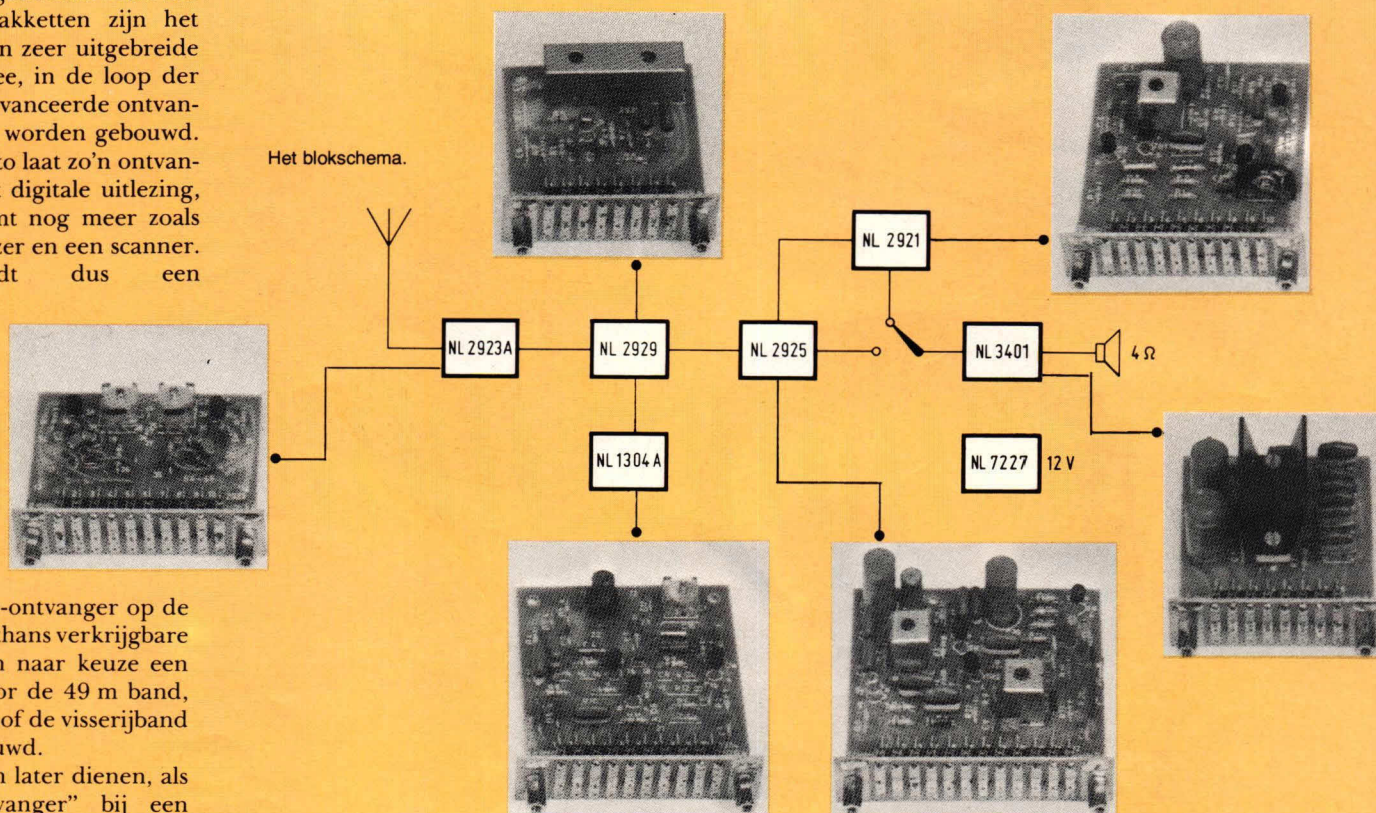 akketten zijn het
n zeer uitgebreide
ee, in de loop der
vanceerde ontvan-
worden gebouwd.
to laat zo'n ontvan-
digitale uitlezing,
nt nog meer zoals
zer en een scanner.
dt dus een
-ontvanger op de
thans verkrijgbare
n naar keuze een
or de 49 m band,
of de visserijband
uwd.
n later dienen, als
vanger" bij een
Het blokschema.
NL 2921
NL 2923A
NL 2929
NL 2925
NL 3401
4 Ω
NL 1304 A
NL 7227
12 V